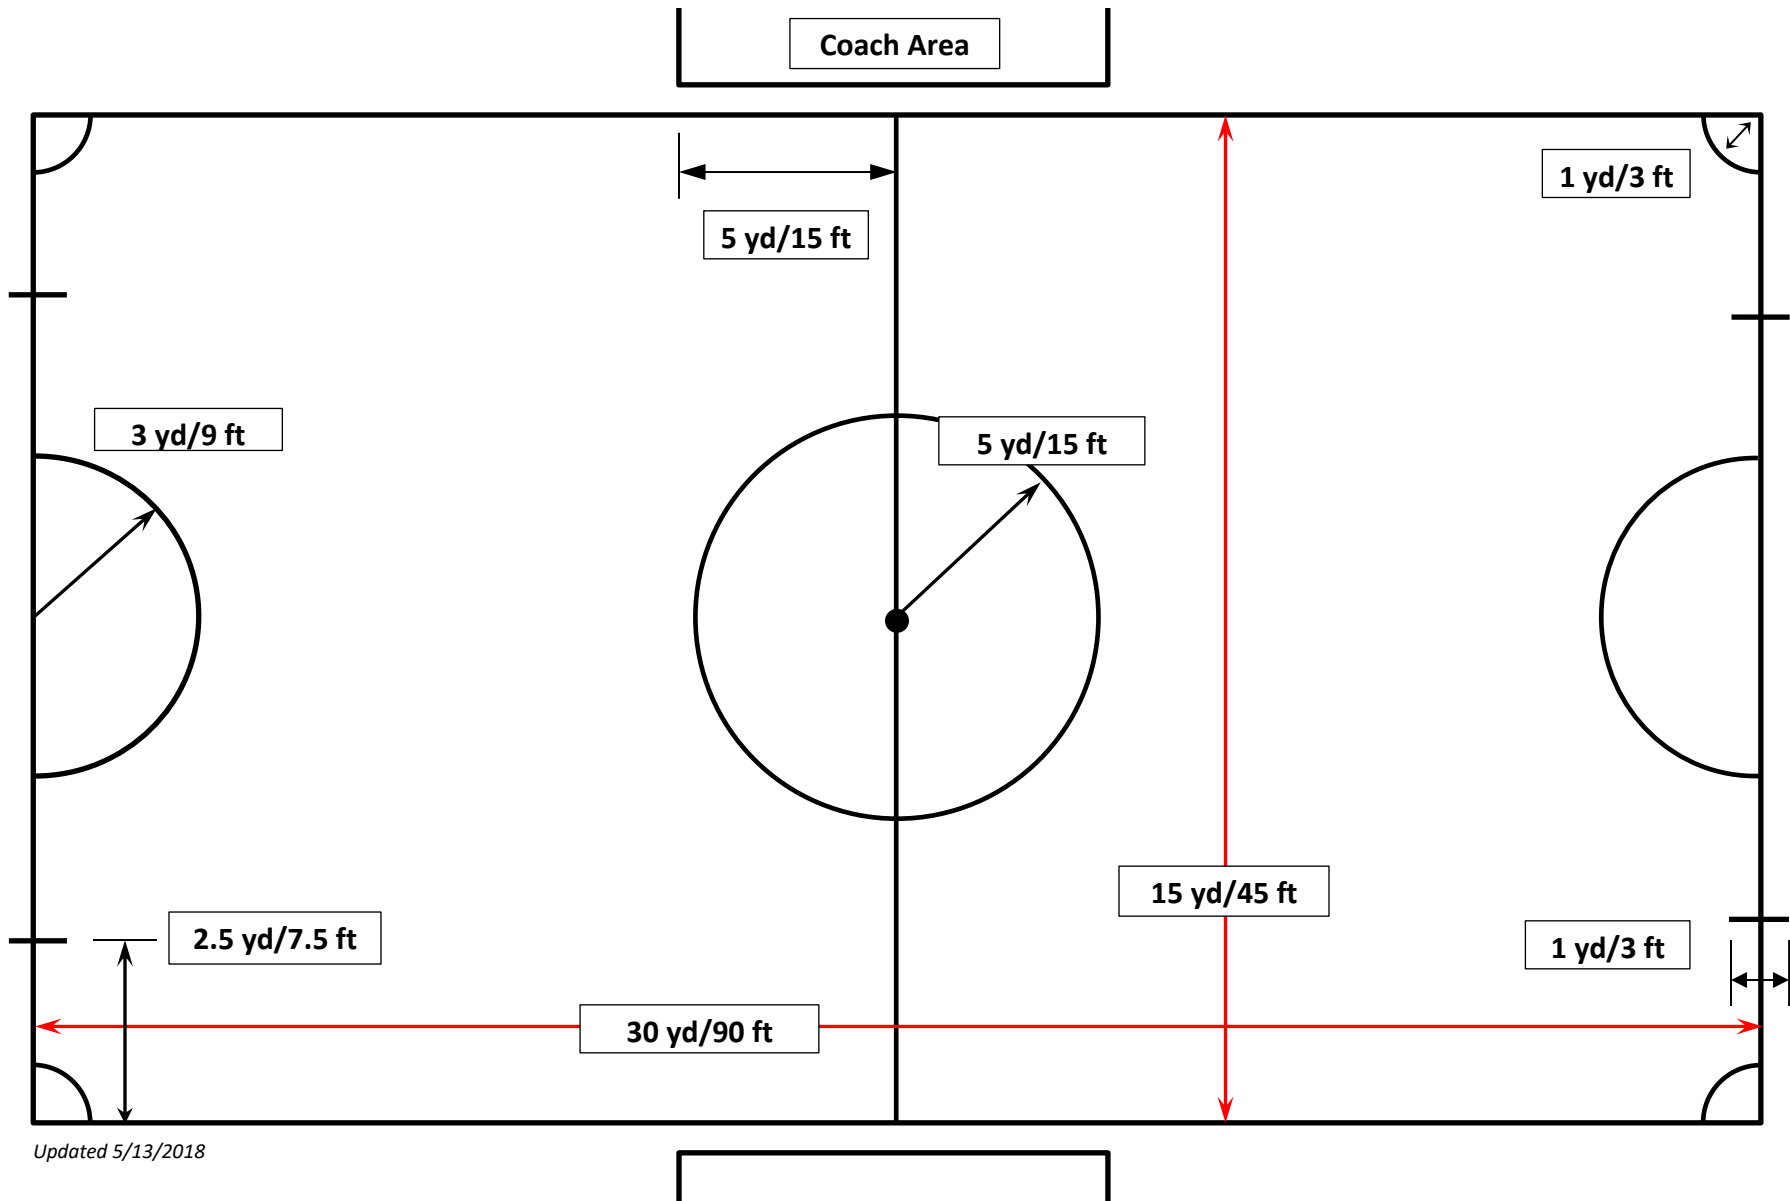 Coach Area
1 yd/3 ft
5 yd/15 ft
3 yd/9 ft
5 yd/15 ft
15 yd/45 ft
2.5 yd/7.5 ft
1 yd/3 ft
30 yd/90 ft
Updated 5/13/2018